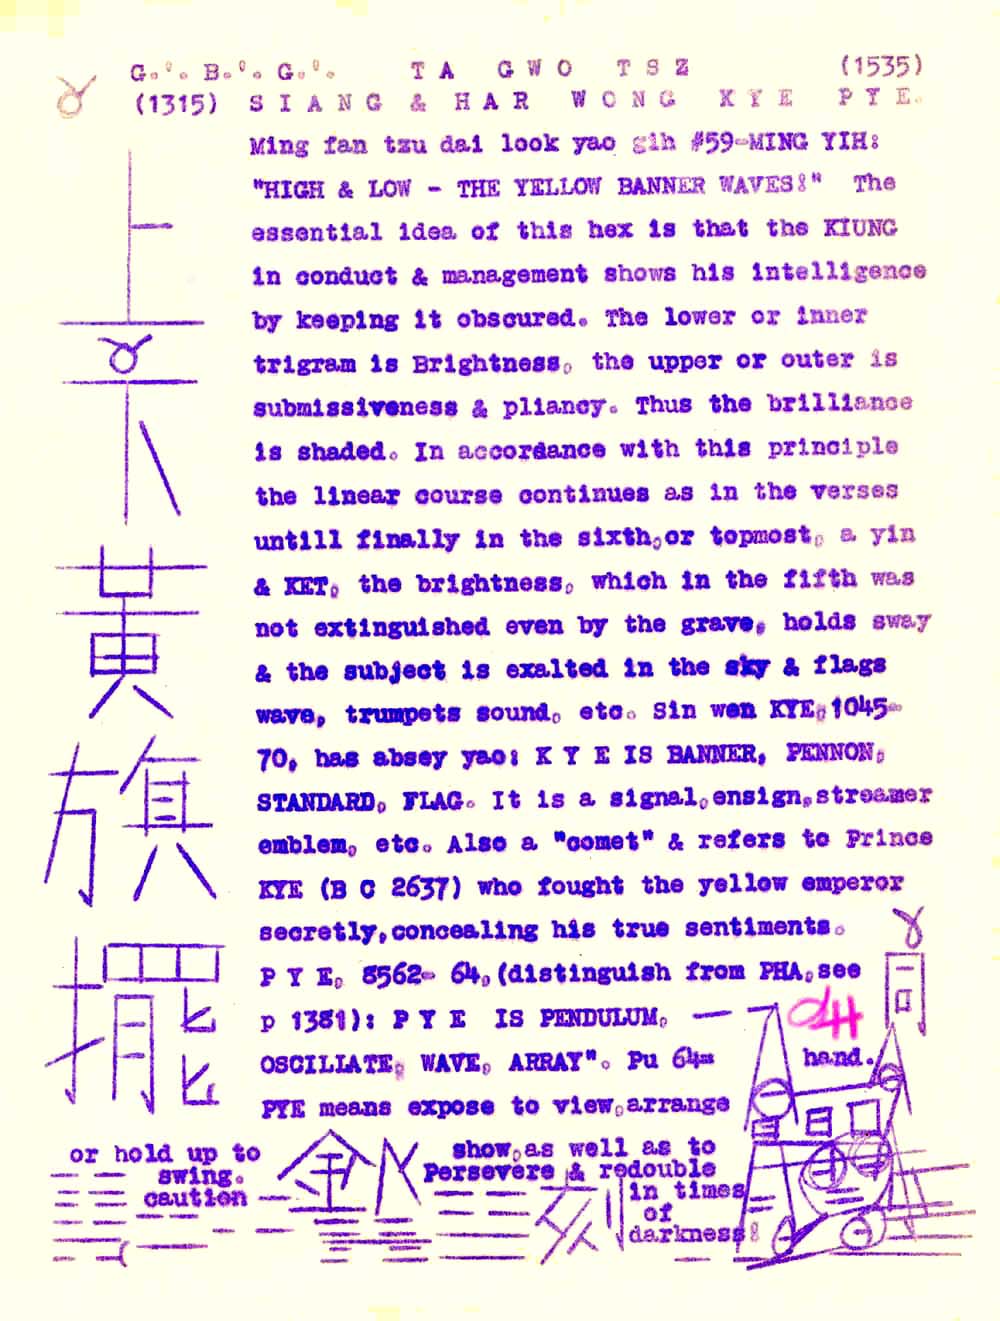 G.'. B.'. G.'. TA GWO TSZ (1535)
(1315) SIANG & HAR WONG KYE PYE.
Ming fan tzu dai look yao gih #59-MING YIH:
"HIGH & LOW - THE YELLOW BANNER WAVES!" The
essential idea of this hex is that the KIUNG
in conduct & management shows his intelligence
by keeping it obscured. The lower or inner
trigram is Brightness, the upper or outer is
submissiveness & pliancy. Thus the brilliance
is shaded. In accordance with this principle
the linear course continues as in the verses
untill finally in the sixth,or topmost, a yin
& KET, the brightness, which in the fifth was
not extinguished even by the grave, holds sway
& the subject is exalted in the sky & flags
wave, trumpets sound, etc. Sin wen KYE,1045-
70, has absey yao: K Y E IS BANNER, PENNON,
STANDARD, FLAG. It is a signal,ensign,streamer
emblem, etc. Also a "comet" & refers to Prince
KYE (B C 2637) who fought the yellow emperor
secretly,concealing his true sentiments.
P Y E, 8562- 64,(distinguish from PHA,see
p 1381): P Y E IS PENDULUM,
OSCILLATE, WAVE, ARRAY". Pu 64=
hand.
PYE means expose to view,arrange
or hold up to
swing.
caution
show,as well as to
Persevere & redouble
in times
of
darkness!
上
下
黃
旗